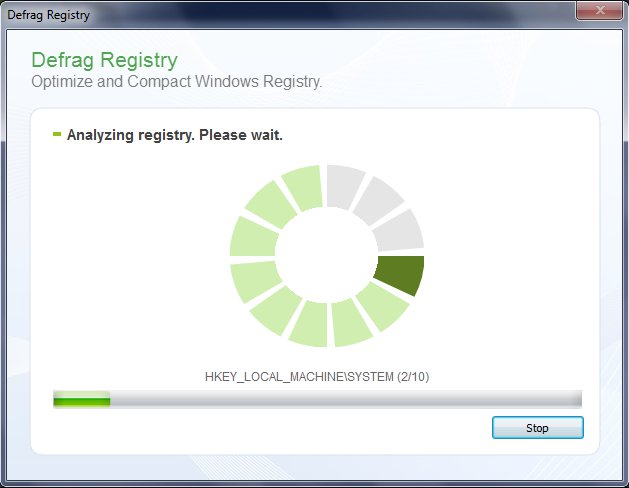 Defrag Registry
Defrag Registry
Optimize and Compact Windows Registry.
Analyzing registry. Please wait.
HKEY_LOCAL_MACHINE\SYSTEM (2/10)
Stop